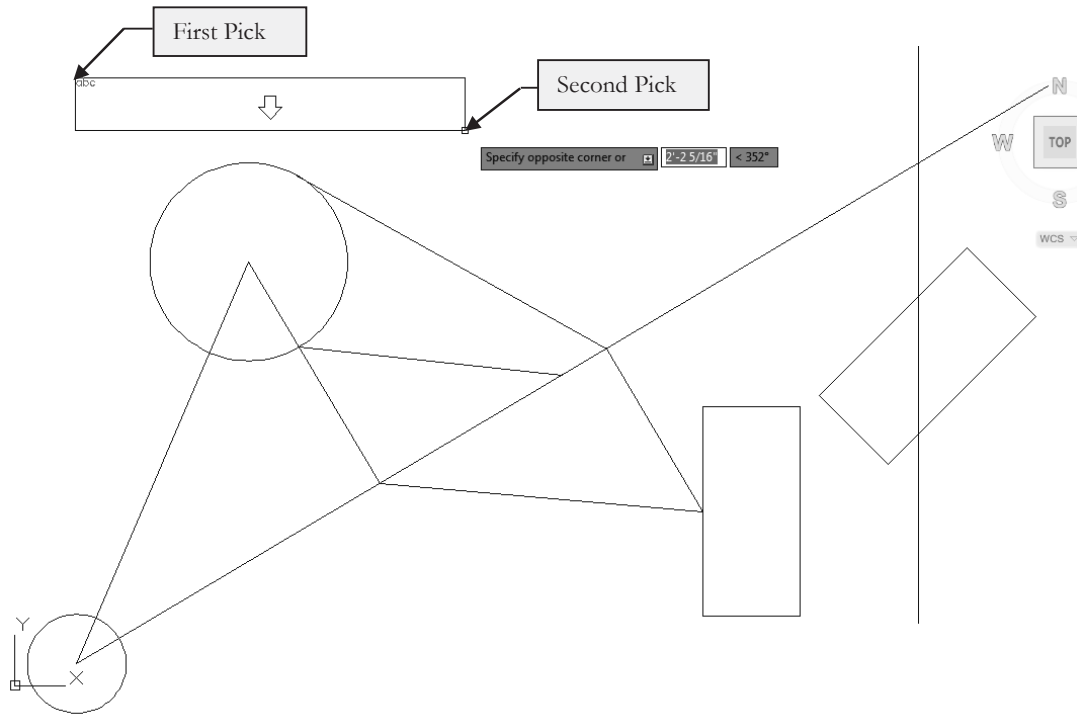 First Pick
abc
Second Pick
Specify opposite corner or 2'-2 5/16" < 352°
N
W TOP
S
WCS
Y
X